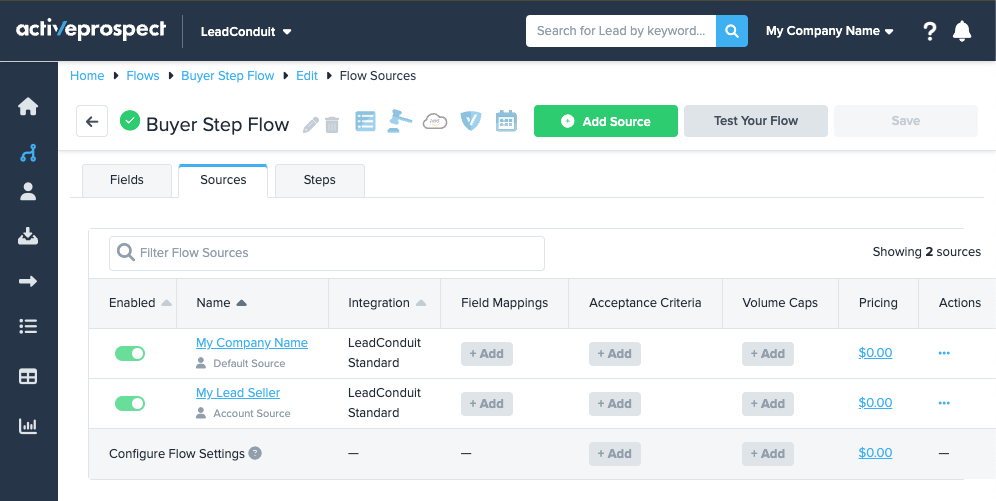 activeprospect
LeadConduit
Search for Lead by keyword...
My Company Name
?
Home Flows Buyer Step Flow Edit Flow Sources
Buyer Step Flow
Add Source
Test Your Flow
Save
Fields
Sources
Steps
Filter Flow Sources
Showing 2 sources
Enabled Name Integration Field Mappings Acceptance Criteria Volume Caps Pricing Actions
My Company Name
Default Source
LeadConduit
Standard
+ Add
+ Add
+ Add
$0.00
...
My Lead Seller
Account Source
LeadConduit
Standard
+ Add
+ Add
+ Add
$0.00
...
Configure Flow Settings ?
—
—
+ Add
+ Add
$0.00
—